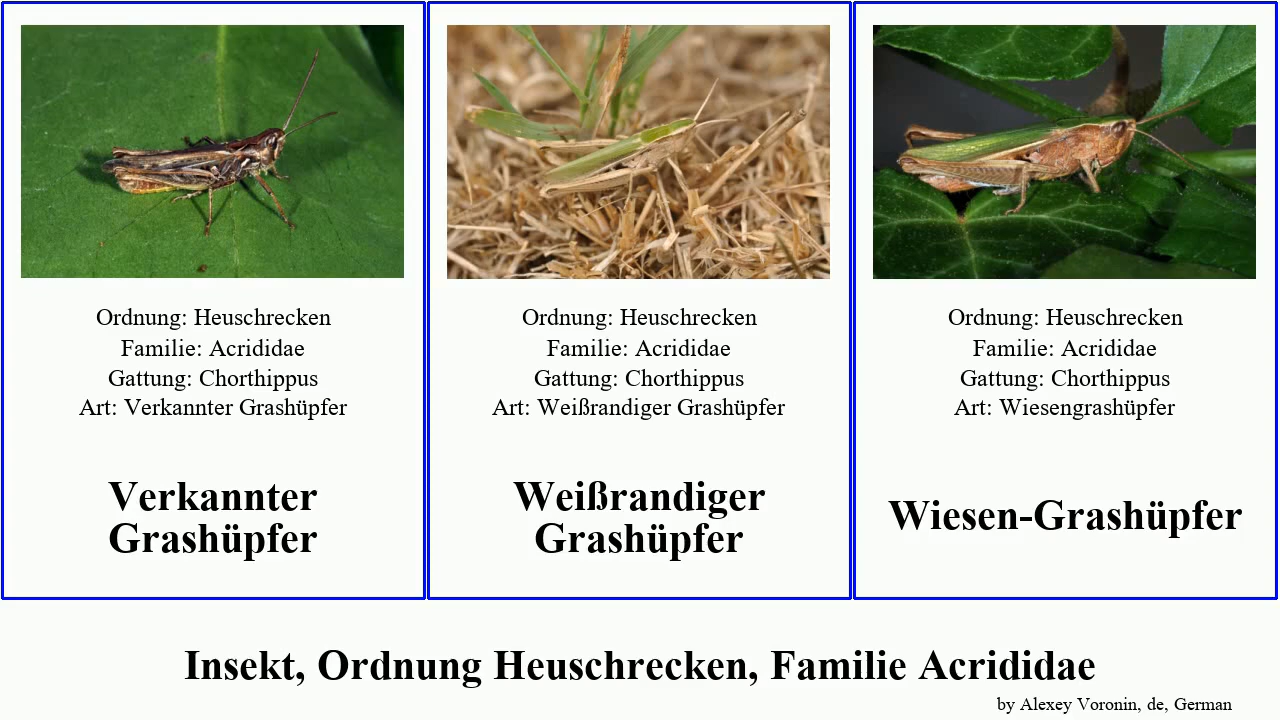 Ordnung: Heuschrecken
Familie: Acrididae
Gattung: Chorthippus
Art: Verkannter Grashüpfer
Verkannter
Grashüpfer
Ordnung: Heuschrecken
Familie: Acrididae
Gattung: Chorthippus
Art: Weißrandiger Grashüpfer
Weißrandiger
Grashüpfer
Ordnung: Heuschrecken
Familie: Acrididae
Gattung: Chorthippus
Art: Wiesengrashüpfer
Wiesen-Grashüpfer
Insekt, Ordnung Heuschrecken, Familie Acrididae
by Alexey Voronin, de, German